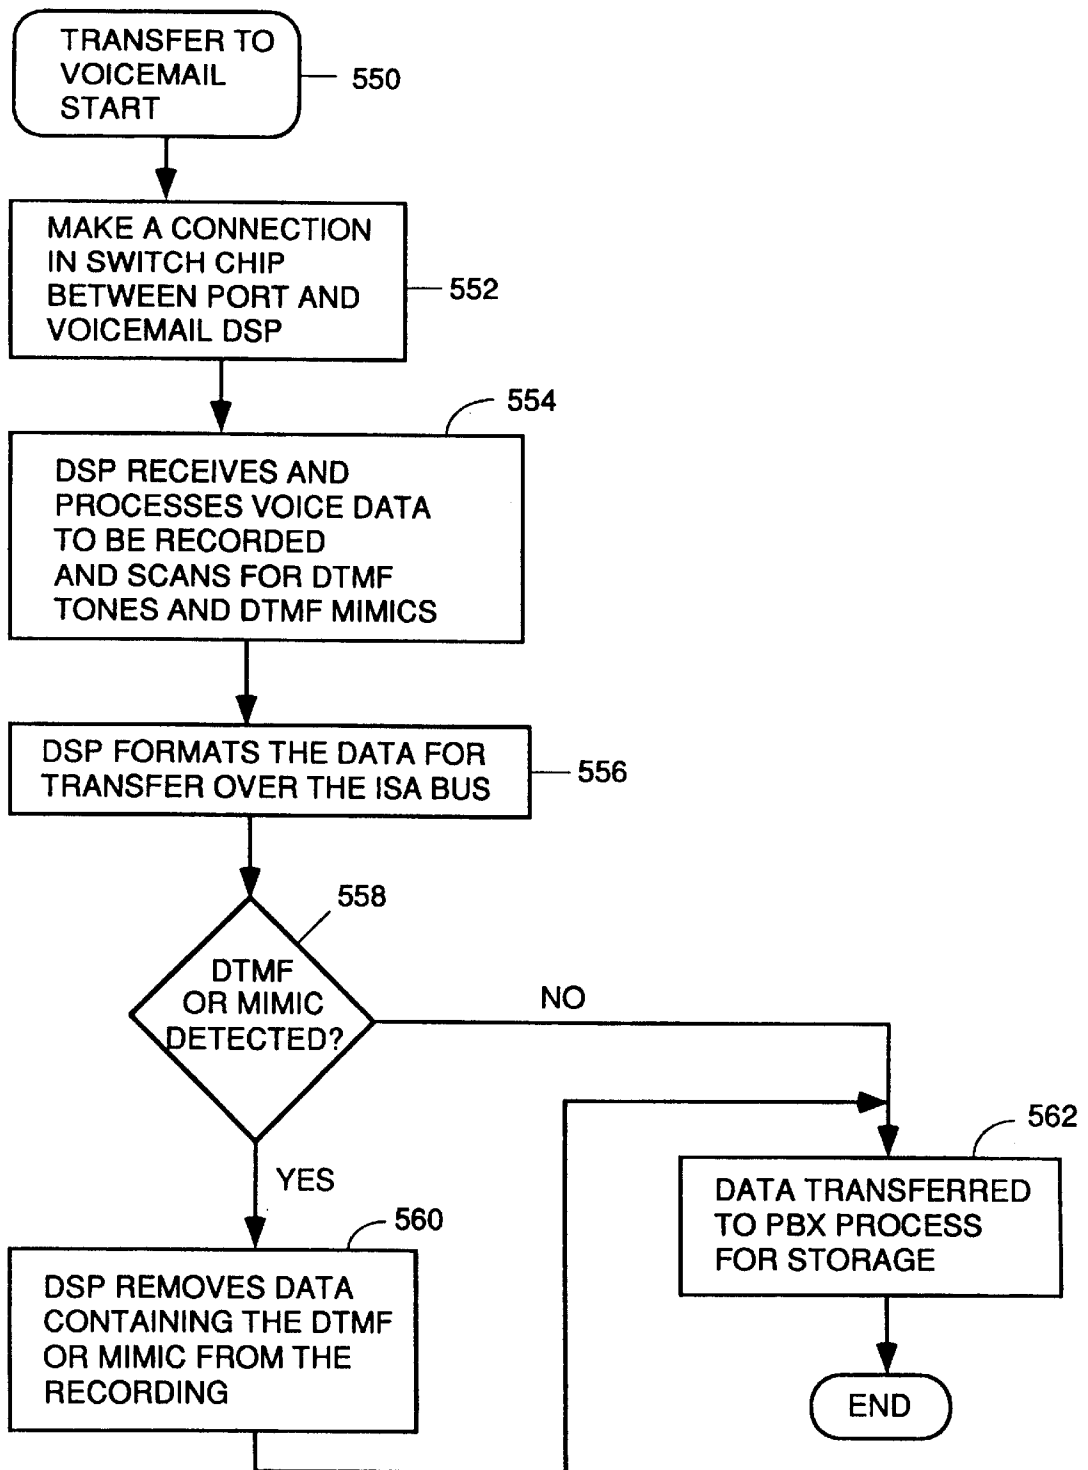 TRANSFER TO
VOICEMAIL
START
550
MAKE A CONNECTION
IN SWITCH CHIP
BETWEEN PORT AND
VOICEMAIL DSP
552
554
DSP RECEIVES AND
PROCESSES VOICE DATA
TO BE RECORDED
AND SCANS FOR DTMF
TONES AND DTMF MIMICS
DSP FORMATS THE DATA FOR
TRANSFER OVER THE ISA BUS
556
558
DTMF
OR MIMIC
DETECTED?
NO
YES
560
DSP REMOVES DATA
CONTAINING THE DTMF
OR MIMIC FROM THE
RECORDING
562
DATA TRANSFERRED
TO PBX PROCESS
FOR STORAGE
END